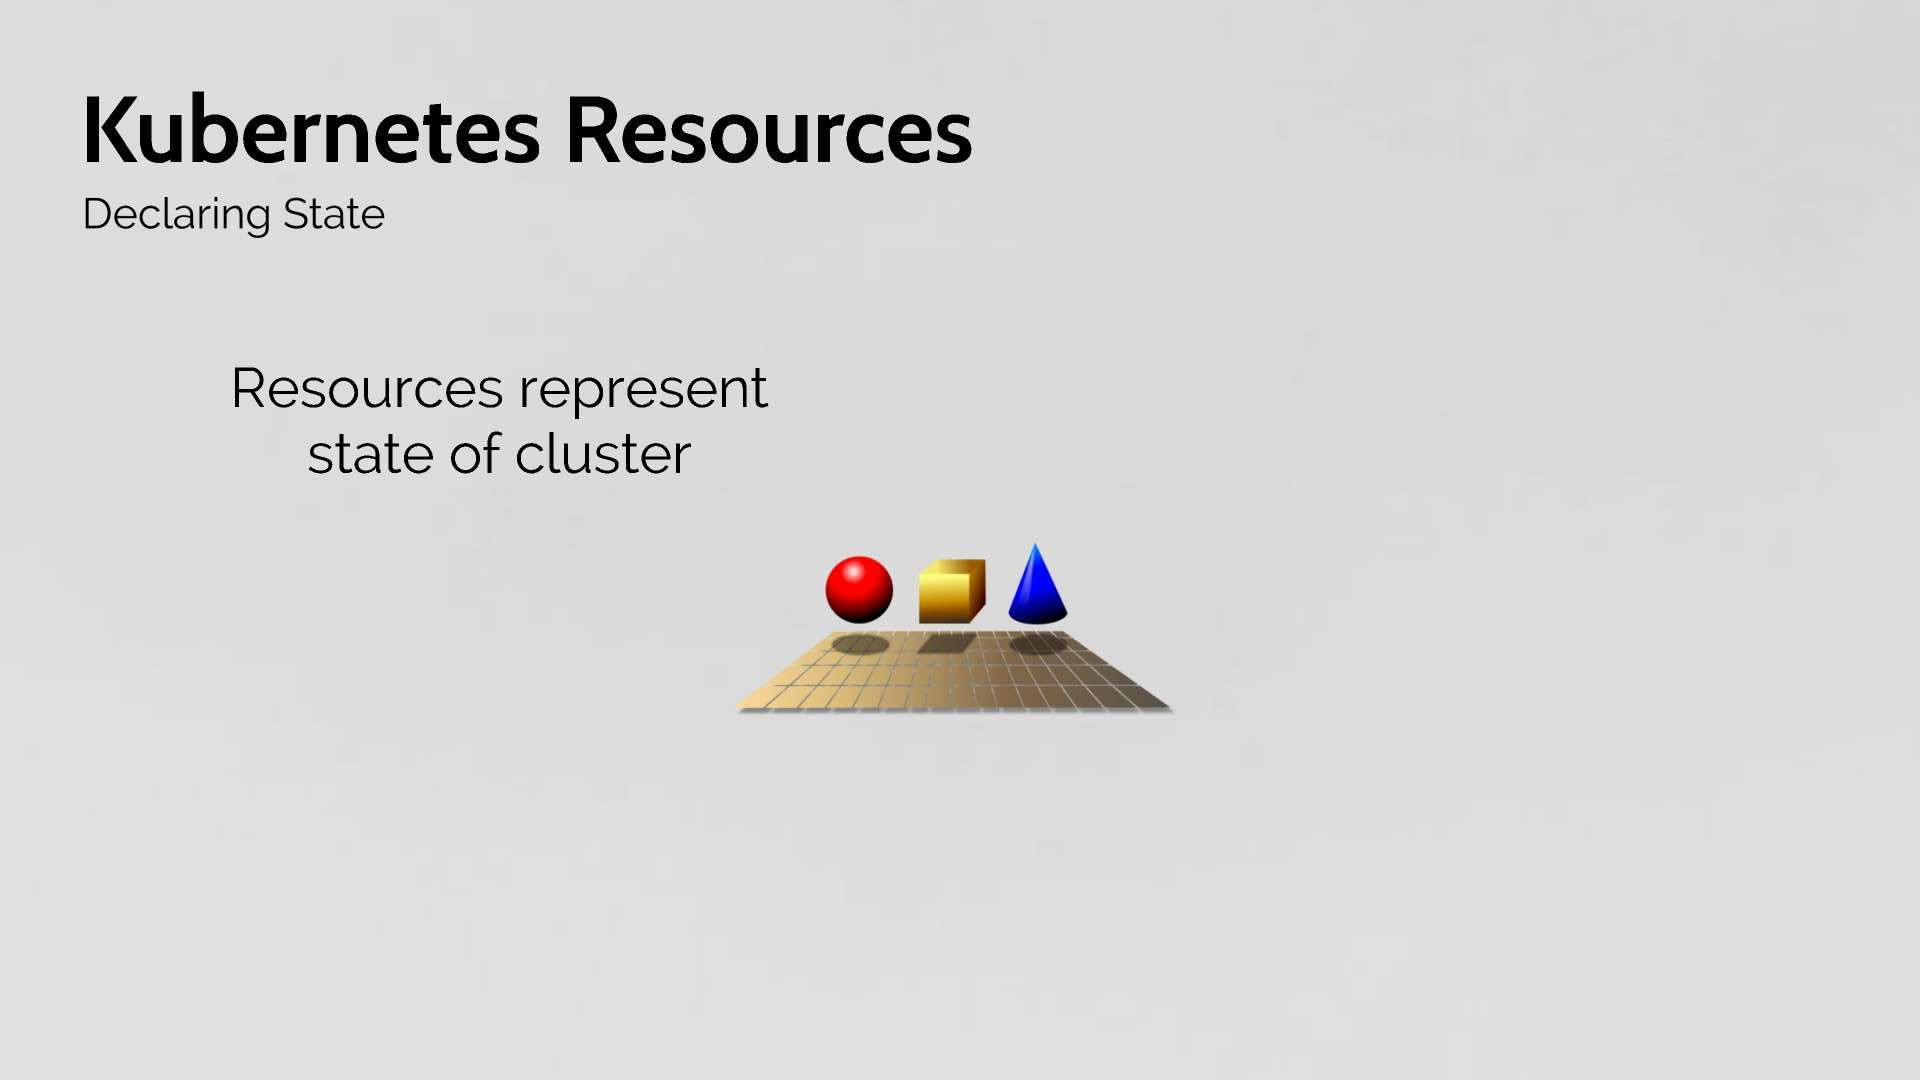 Kubernetes Resources
Declaring State
Resources represent
state of cluster